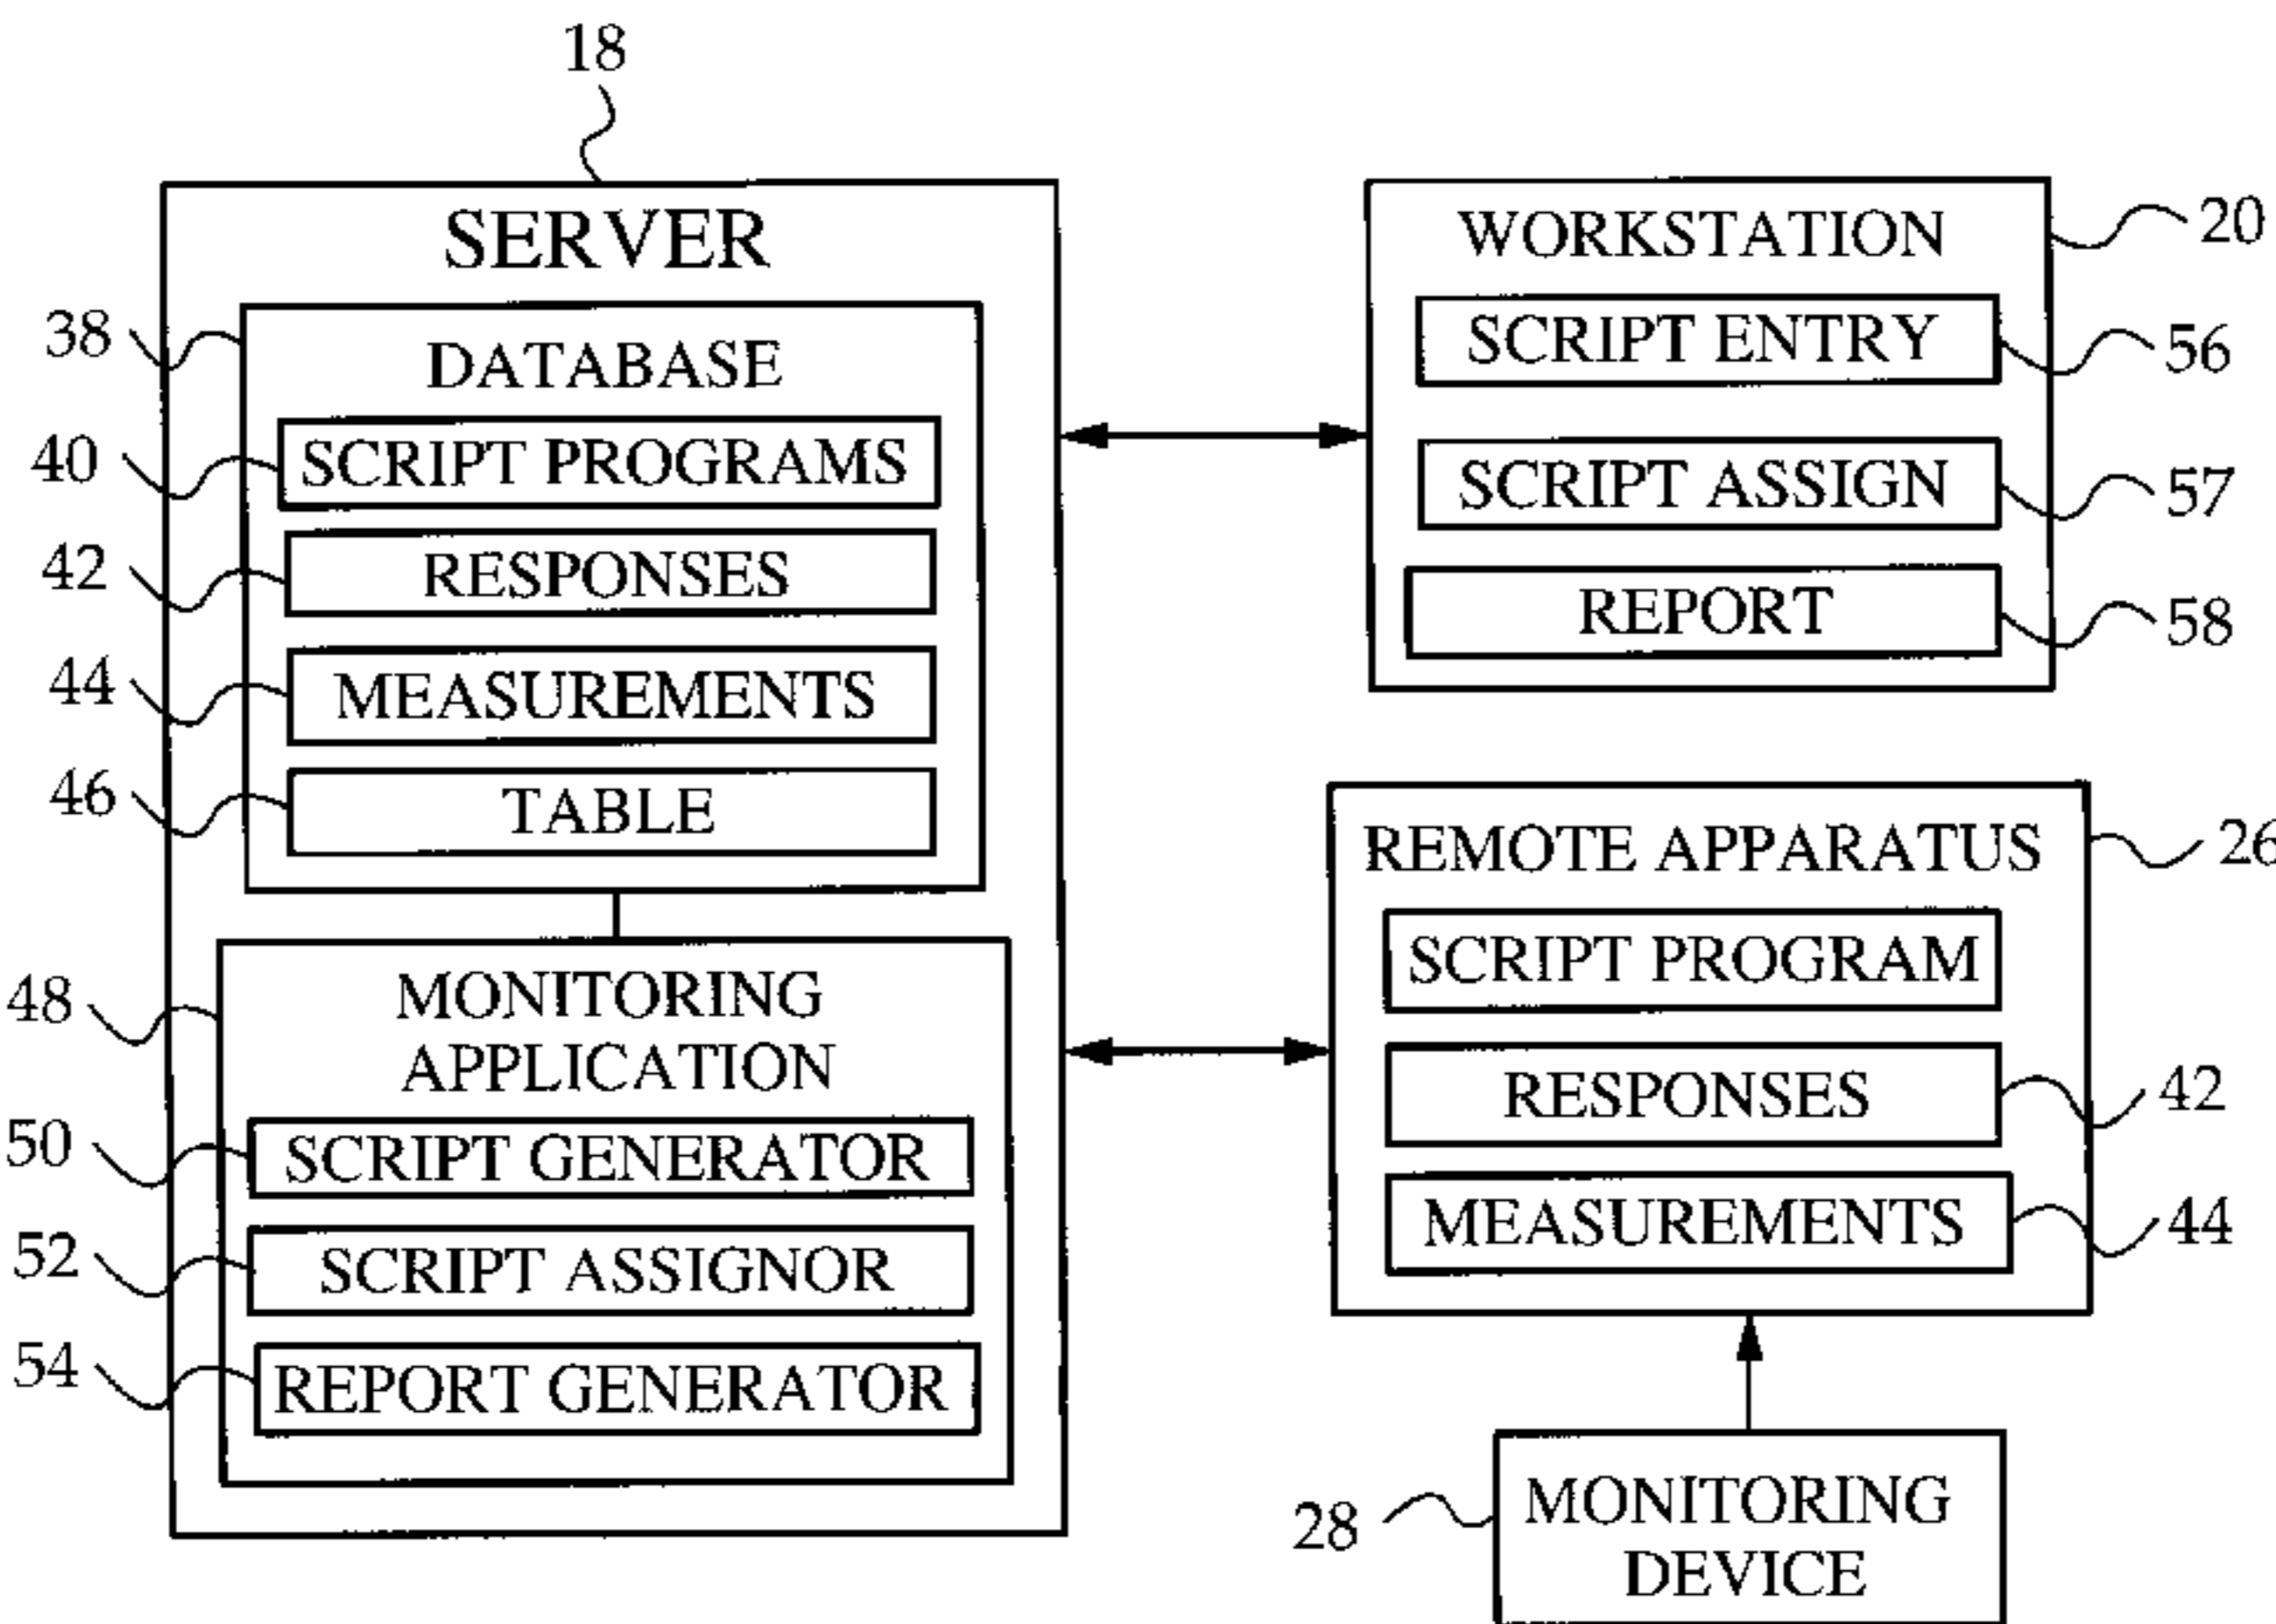 18
SERVER
38
DATABASE
40
SCRIPT PROGRAMS
42
RESPONSES
44
MEASUREMENTS
46
TABLE
48
MONITORING
APPLICATION
50
SCRIPT GENERATOR
52
SCRIPT ASSIGNOR
54
REPORT GENERATOR
WORKSTATION
20
SCRIPT ENTRY
56
SCRIPT ASSIGN
57
REPORT
58
REMOTE APPARATUS
26
SCRIPT PROGRAM
RESPONSES
42
MEASUREMENTS
44
28
MONITORING
DEVICE